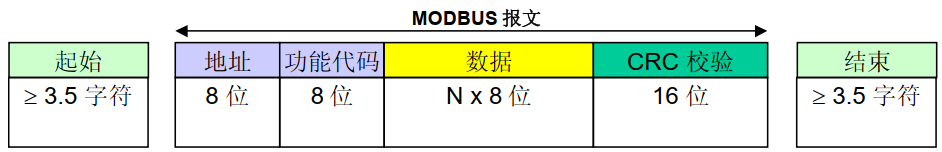 MODBUS 报文
起始 地址 功能代码 数据 CRC 校验 结束
≥ 3.5 字符 8 位 8 位 N x 8 位 16 位 ≥ 3.5 字符